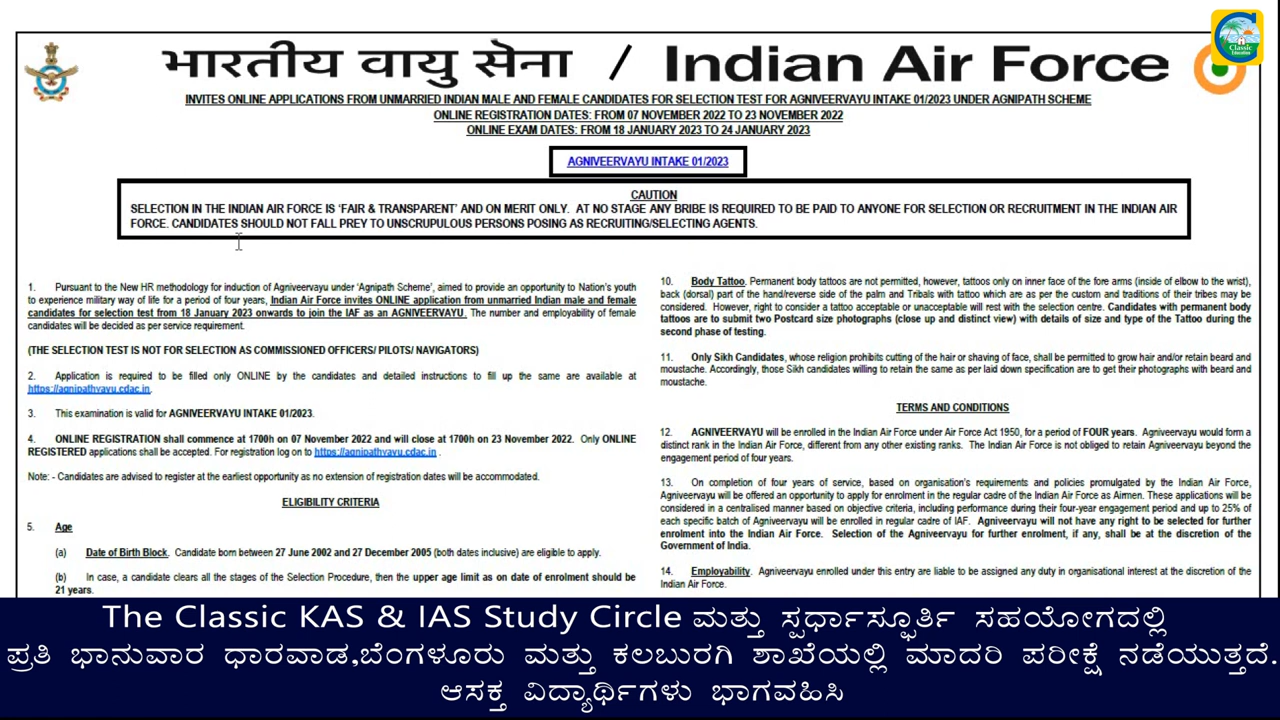 Classic
Education
भारतीय वायु सेना / Indian Air Force
INVITES ONLINE APPLICATIONS FROM UNMARRIED INDIAN MALE AND FEMALE CANDIDATES FOR SELECTION TEST FOR AGNIVEERVAYU INTAKE 01/2023 UNDER AGNIPATH SCHEME
ONLINE REGISTRATION DATES: FROM 07 NOVEMBER 2022 TO 23 NOVEMBER 2022
ONLINE EXAM DATES: FROM 18 JANUARY 2023 TO 24 JANUARY 2023
AGNIVEERVAYU INTAKE 01/2023
CAUTION
SELECTION IN THE INDIAN AIR FORCE IS 'FAIR & TRANSPARENT' AND ON MERIT ONLY. AT NO STAGE ANY BRIBE IS REQUIRED TO BE PAID TO ANYONE FOR SELECTION OR RECRUITMENT IN THE INDIAN AIR
FORCE. CANDIDATES SHOULD NOT FALL PREY TO UNSCRUPULOUS PERSONS POSING AS RECRUITING/SELECTING AGENTS.
1. Pursuant to the New HR methodology for induction of Agniveervayu under 'Agnipath Scheme', aimed to provide an opportunity to Nation's youth
to experience military way of life for a period of four years, Indian Air Force invites ONLINE application from unmarried Indian male and female
candidates for selection test from 18 January 2023 onwards to join the IAF as an AGNIVEERVAYU. The number and employability of female
candidates will be decided as per service requirement.
(THE SELECTION TEST IS NOT FOR SELECTION AS COMMISSIONED OFFICERS/ PILOTS/ NAVIGATORS)
2. Application is required to be filled only ONLINE by the candidates and detailed instructions to fill up the same are available at
https://agnipathvayu.cdac.in.
3. This examination is valid for AGNIVEERVAYU INTAKE 01/2023.
4. ONLINE REGISTRATION shall commence at 1700h on 07 November 2022 and will close at 1700h on 23 November 2022. Only ONLINE
REGISTERED applications shall be accepted. For registration log on to https://agnipathvayu.cdac.in .
Note: - Candidates are advised to register at the earliest opportunity as no extension of registration dates will be accommodated.
ELIGIBILITY CRITERIA
5. Age
(a) Date of Birth Block. Candidate born between 27 June 2002 and 27 December 2005 (both dates inclusive) are eligible to apply.
(b) In case, a candidate clears all the stages of the Selection Procedure, then the upper age limit as on date of enrolment should be
21 years.
10. Body Tattoo. Permanent body tattoos are not permitted, however, tattoos only on inner face of the fore arms (inside of elbow to the wrist),
back (dorsal) part of the hand/reverse side of the palm and Tribals with tattoo which are as per the custom and traditions of their tribes may be
considered. However, right to consider a tattoo acceptable or unacceptable will rest with the selection centre. Candidates with permanent body
tattoos are to submit two Postcard size photographs (close up and distinct view) with details of size and type of the Tattoo during the
second phase of testing.
11. Only Sikh Candidates, whose religion prohibits cutting of the hair or shaving of face, shall be permitted to grow hair and/or retain beard and
moustache. Accordingly, those Sikh candidates willing to retain the same as per laid down specification are to get their photographs with beard and
moustache.
TERMS AND CONDITIONS
12. AGNIVEERVAYU will be enrolled in the Indian Air Force under Air Force Act 1950, for a period of FOUR years. Agniveervayu would form a
distinct rank in the Indian Air Force, different from any other existing ranks. The Indian Air Force is not obliged to retain Agniveervayu beyond the
engagement period of four years.
13. On completion of four years of service, based on organisation's requirements and policies promulgated by the Indian Air Force,
Agniveervayu will be offered an opportunity to apply for enrolment in the regular cadre of the Indian Air Force as Airmen. These applications will be
considered in a centralised manner based on objective criteria, including performance during their four-year engagement period and up to 25% of
each specific batch of Agniveervayu will be enrolled in regular cadre of IAF. Agniveervayu will not have any right to be selected for further
enrolment into the Indian Air Force. Selection of the Agniveervayu for further enrolment, if any, shall be at the discretion of the
Government of India.
14. Employability. Agniveervayu enrolled under this entry are liable to be assigned any duty in organisational interest at the discretion of the
Indian Air Force.
The Classic KAS & IAS Study Circle ಮತ್ತು ಸ್ಪರ್ಧಾಸ್ಫೂರ್ತಿ ಸಹಯೋಗದಲ್ಲಿ
ಪ್ರತಿ ಭಾನುವಾರ ಧಾರವಾಡ,ಬೆಂಗಳೂರು ಮತ್ತು ಕಲಬುರಗಿ ಶಾಖೆಯಲ್ಲಿ ಮಾದರಿ ಪರೀಕ್ಷೆ ನಡೆಯುತ್ತದೆ.
ಆಸಕ್ತ ವಿದ್ಯಾರ್ಥಿಗಳು ಭಾಗವಹಿಸಿ